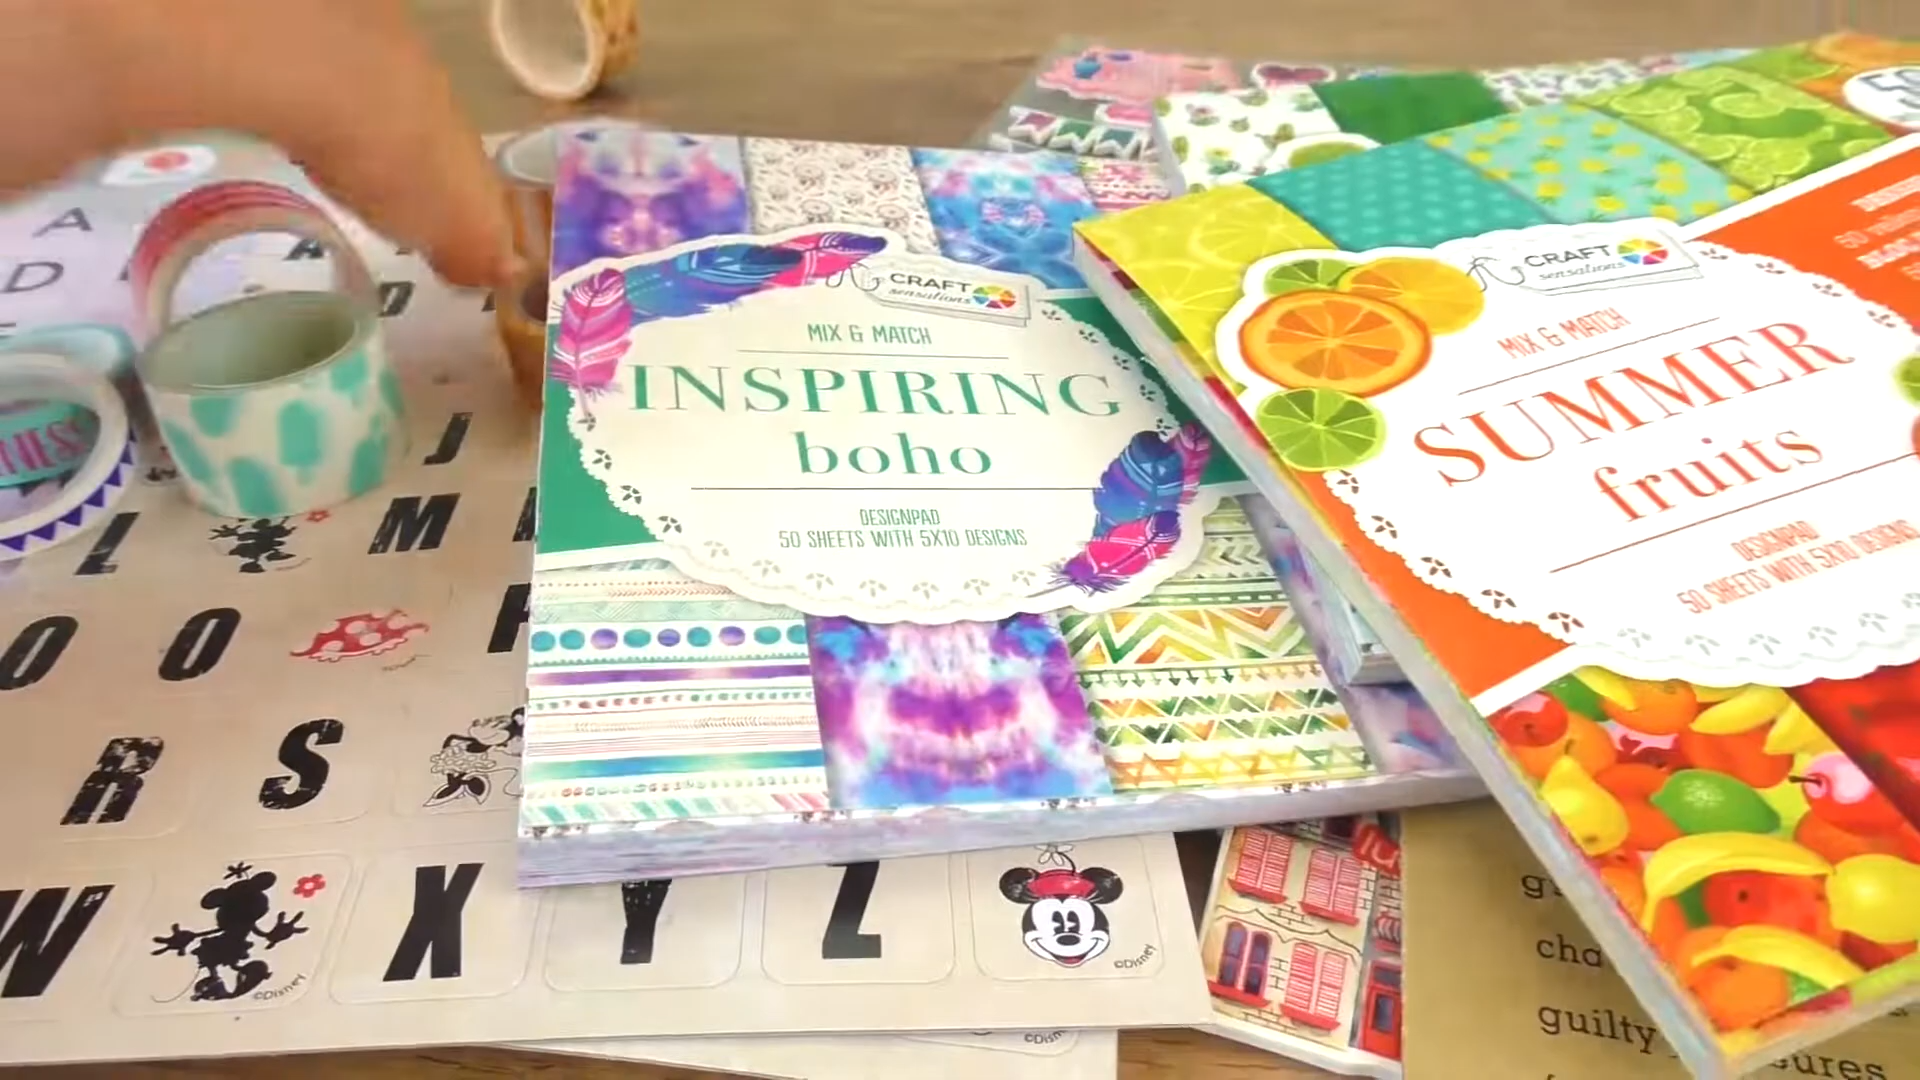 CRAFT
sensations
MIX & MATCH
INSPIRING
boho
DESIGNPAD
50 SHEETS WITH 5X10 DESIGNS
CRAFT
sensations
MIX & MATCH
SUMMER
fruits
DESIGNPAD
50 SHEETS WITH 5X10 DESIGNS
A
D
J
L
M
O
O
R
S
W
X
Y
Z
©Disney
©Disney
guilty